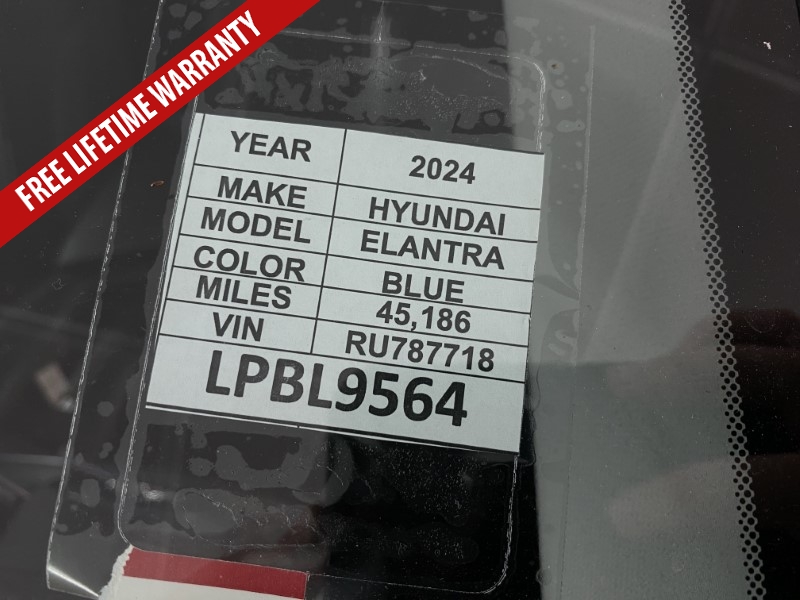 FREE LIFETIME WARRANTY
YEAR 2024
MAKE HYUNDAI
MODEL ELANTRA
COLOR BLUE
MILES 45,186
VIN RU787718
LPBL9564